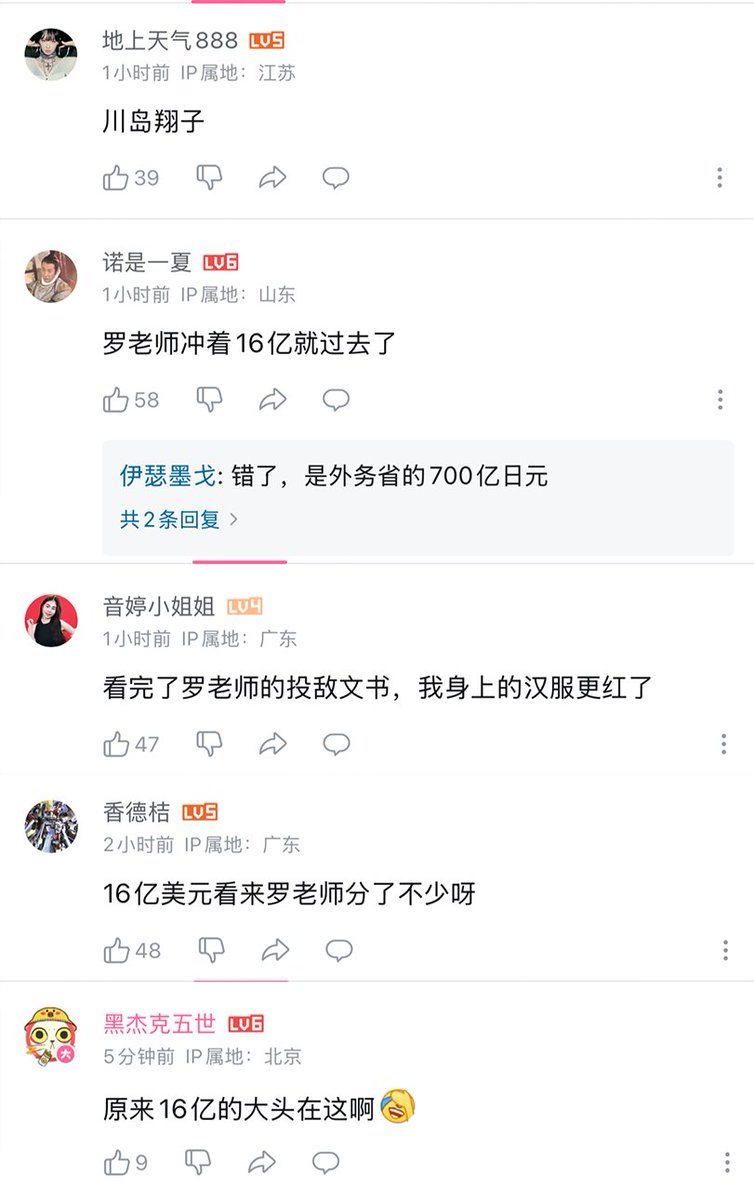 地上天气888 LV5
1小时前 IP属地：江苏
川岛翔子
39
诺是一夏 LV6
1小时前 IP属地：山东
罗老师冲着16亿就过去了
58
伊瑟墨戈: 错了，是外务省的700亿日元
共2条回复 >
音婷小姐姐 LV4
1小时前 IP属地：广东
看完了罗老师的投敌文书，我身上的汉服更红了
47
香德桔 LV5
2小时前 IP属地：广东
16亿美元看来罗老师分了不少呀
48
黑杰克五世 LV6
大
5分钟前 IP属地：北京
原来16亿的大头在这啊
9